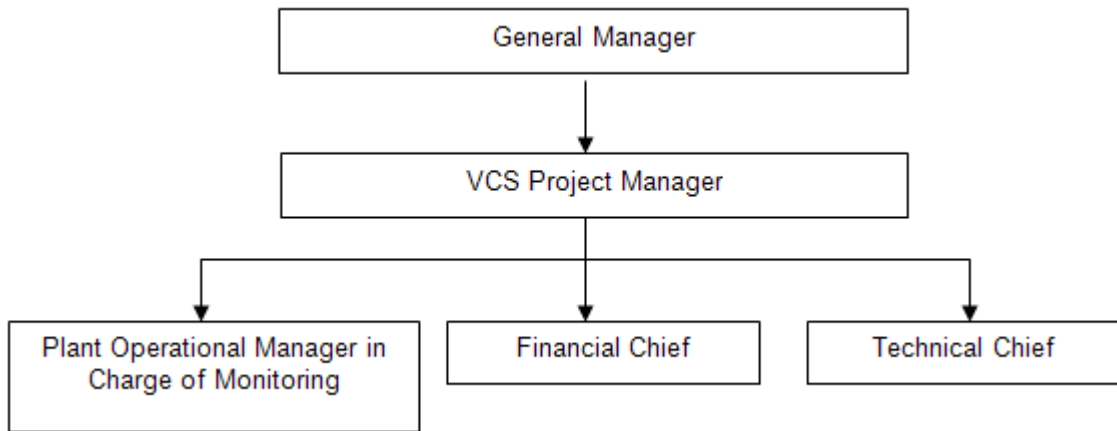 General Manager
VCS Project Manager
Plant Operational Manager in
Charge of Monitoring
Financial Chief
Technical Chief